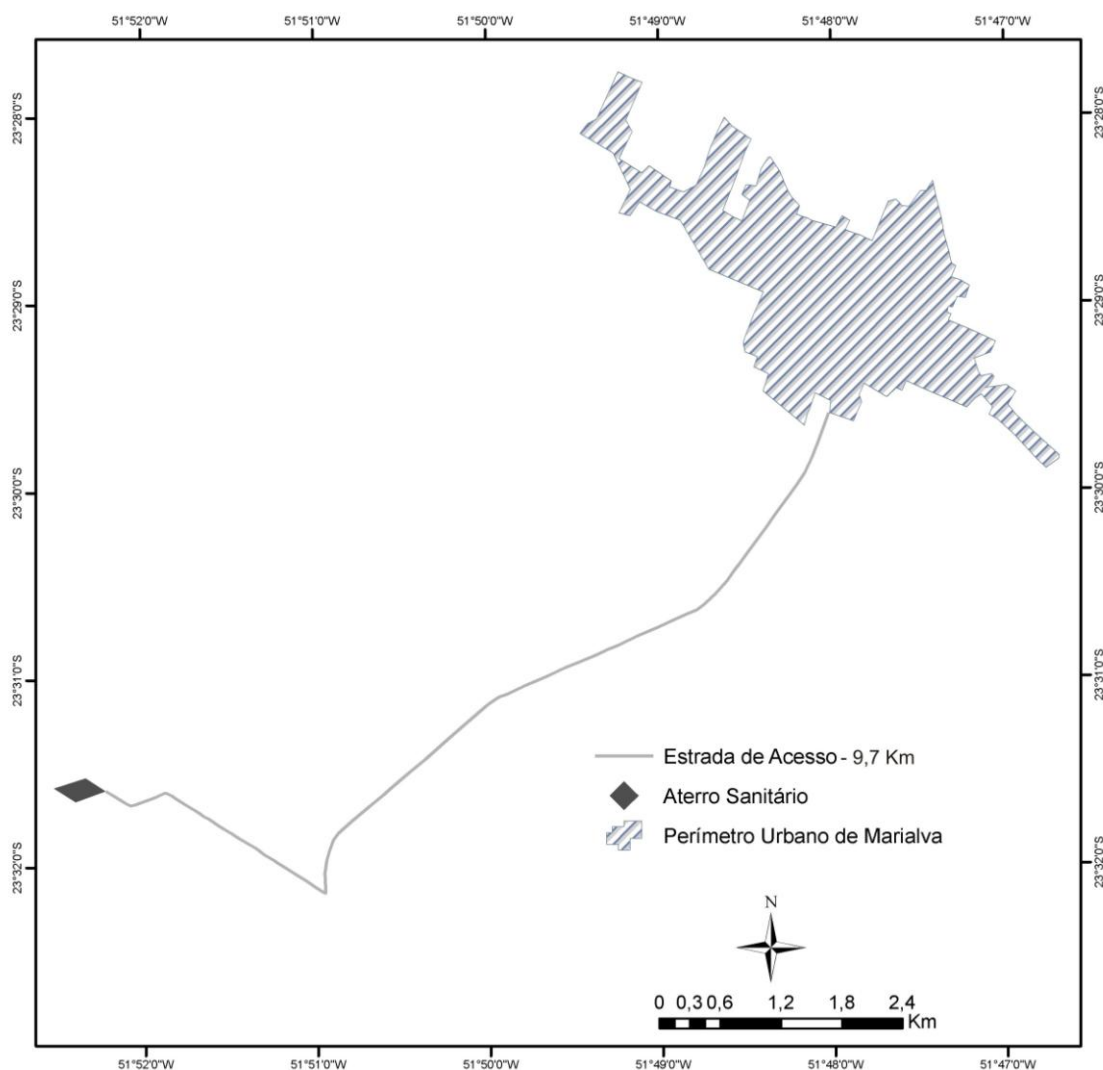 51°52'0"W 51°51'0"W 51°50'0"W 51°49'0"W 51°48'0"W 51°47'0"W
23°28'0"S 23°28'0"S
23°29'0"S 23°29'0"S
23°30'0"S 23°30'0"S
23°31'0"S 23°31'0"S
Estrada de Acesso - 9,7 Km
Aterro Sanitário
Perímetro Urbano de Marialva
23°32'0"S 23°32'0"S
N
0 0,3 0,6 1,2 1,8 2,4
Km
51°52'0"W 51°51'0"W 51°50'0"W 51°49'0"W 51°48'0"W 51°47'0"W